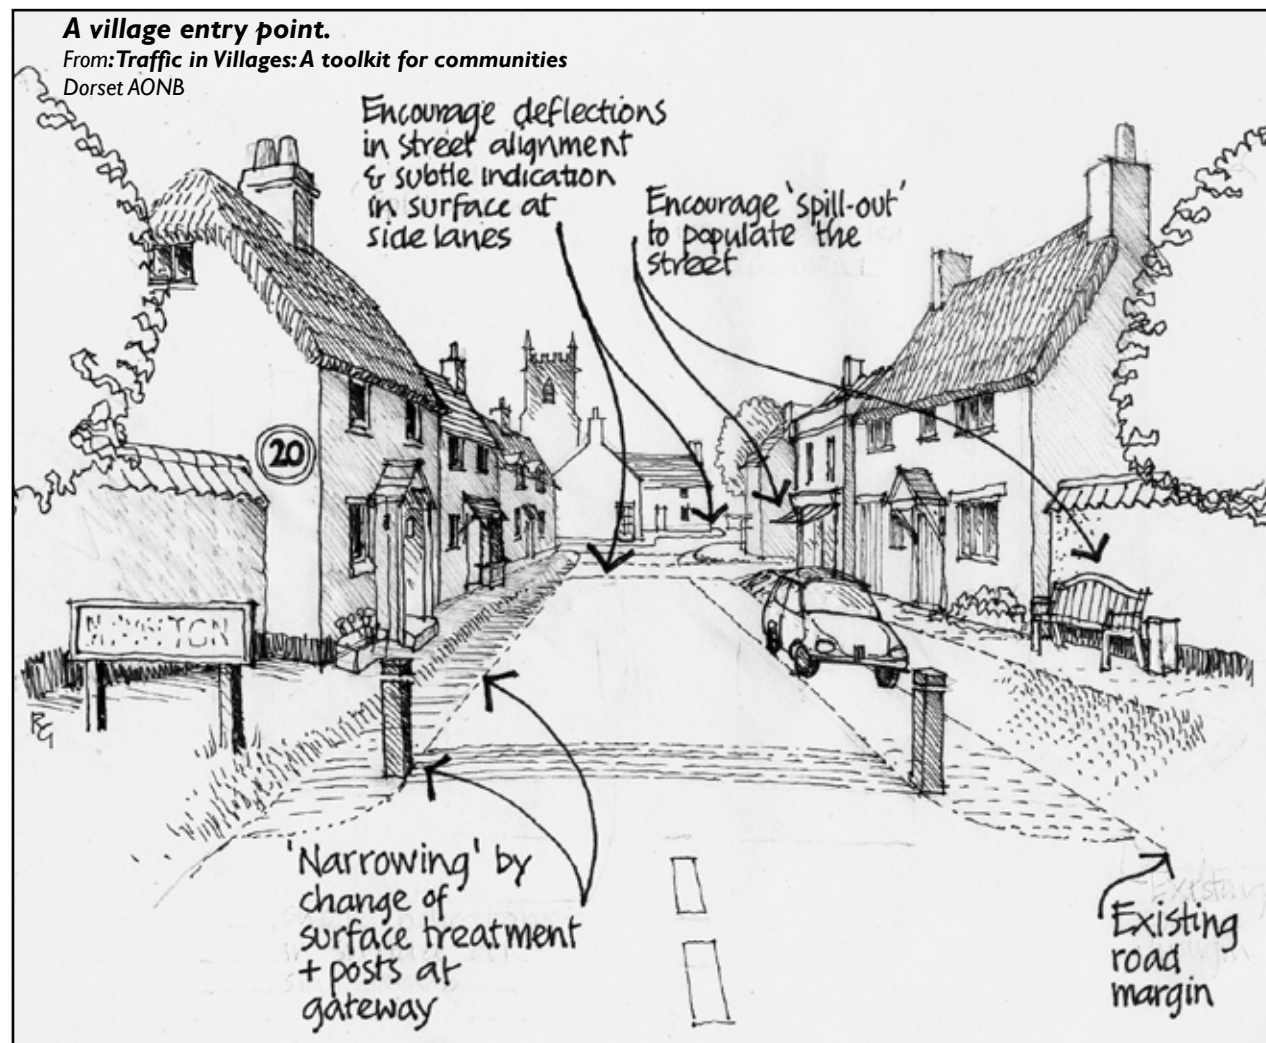 A village entry point.
From: Traffic in Villages: A toolkit for communities
Dorset AONB
Encourage deflections
in street alignment
& subtle indication
in surface at
side lanes
Encourage 'spill-out'
to populate the
street
20
'Narrowing' by
change of
surface treatment
+ posts at
gateway
Existing
road
margin